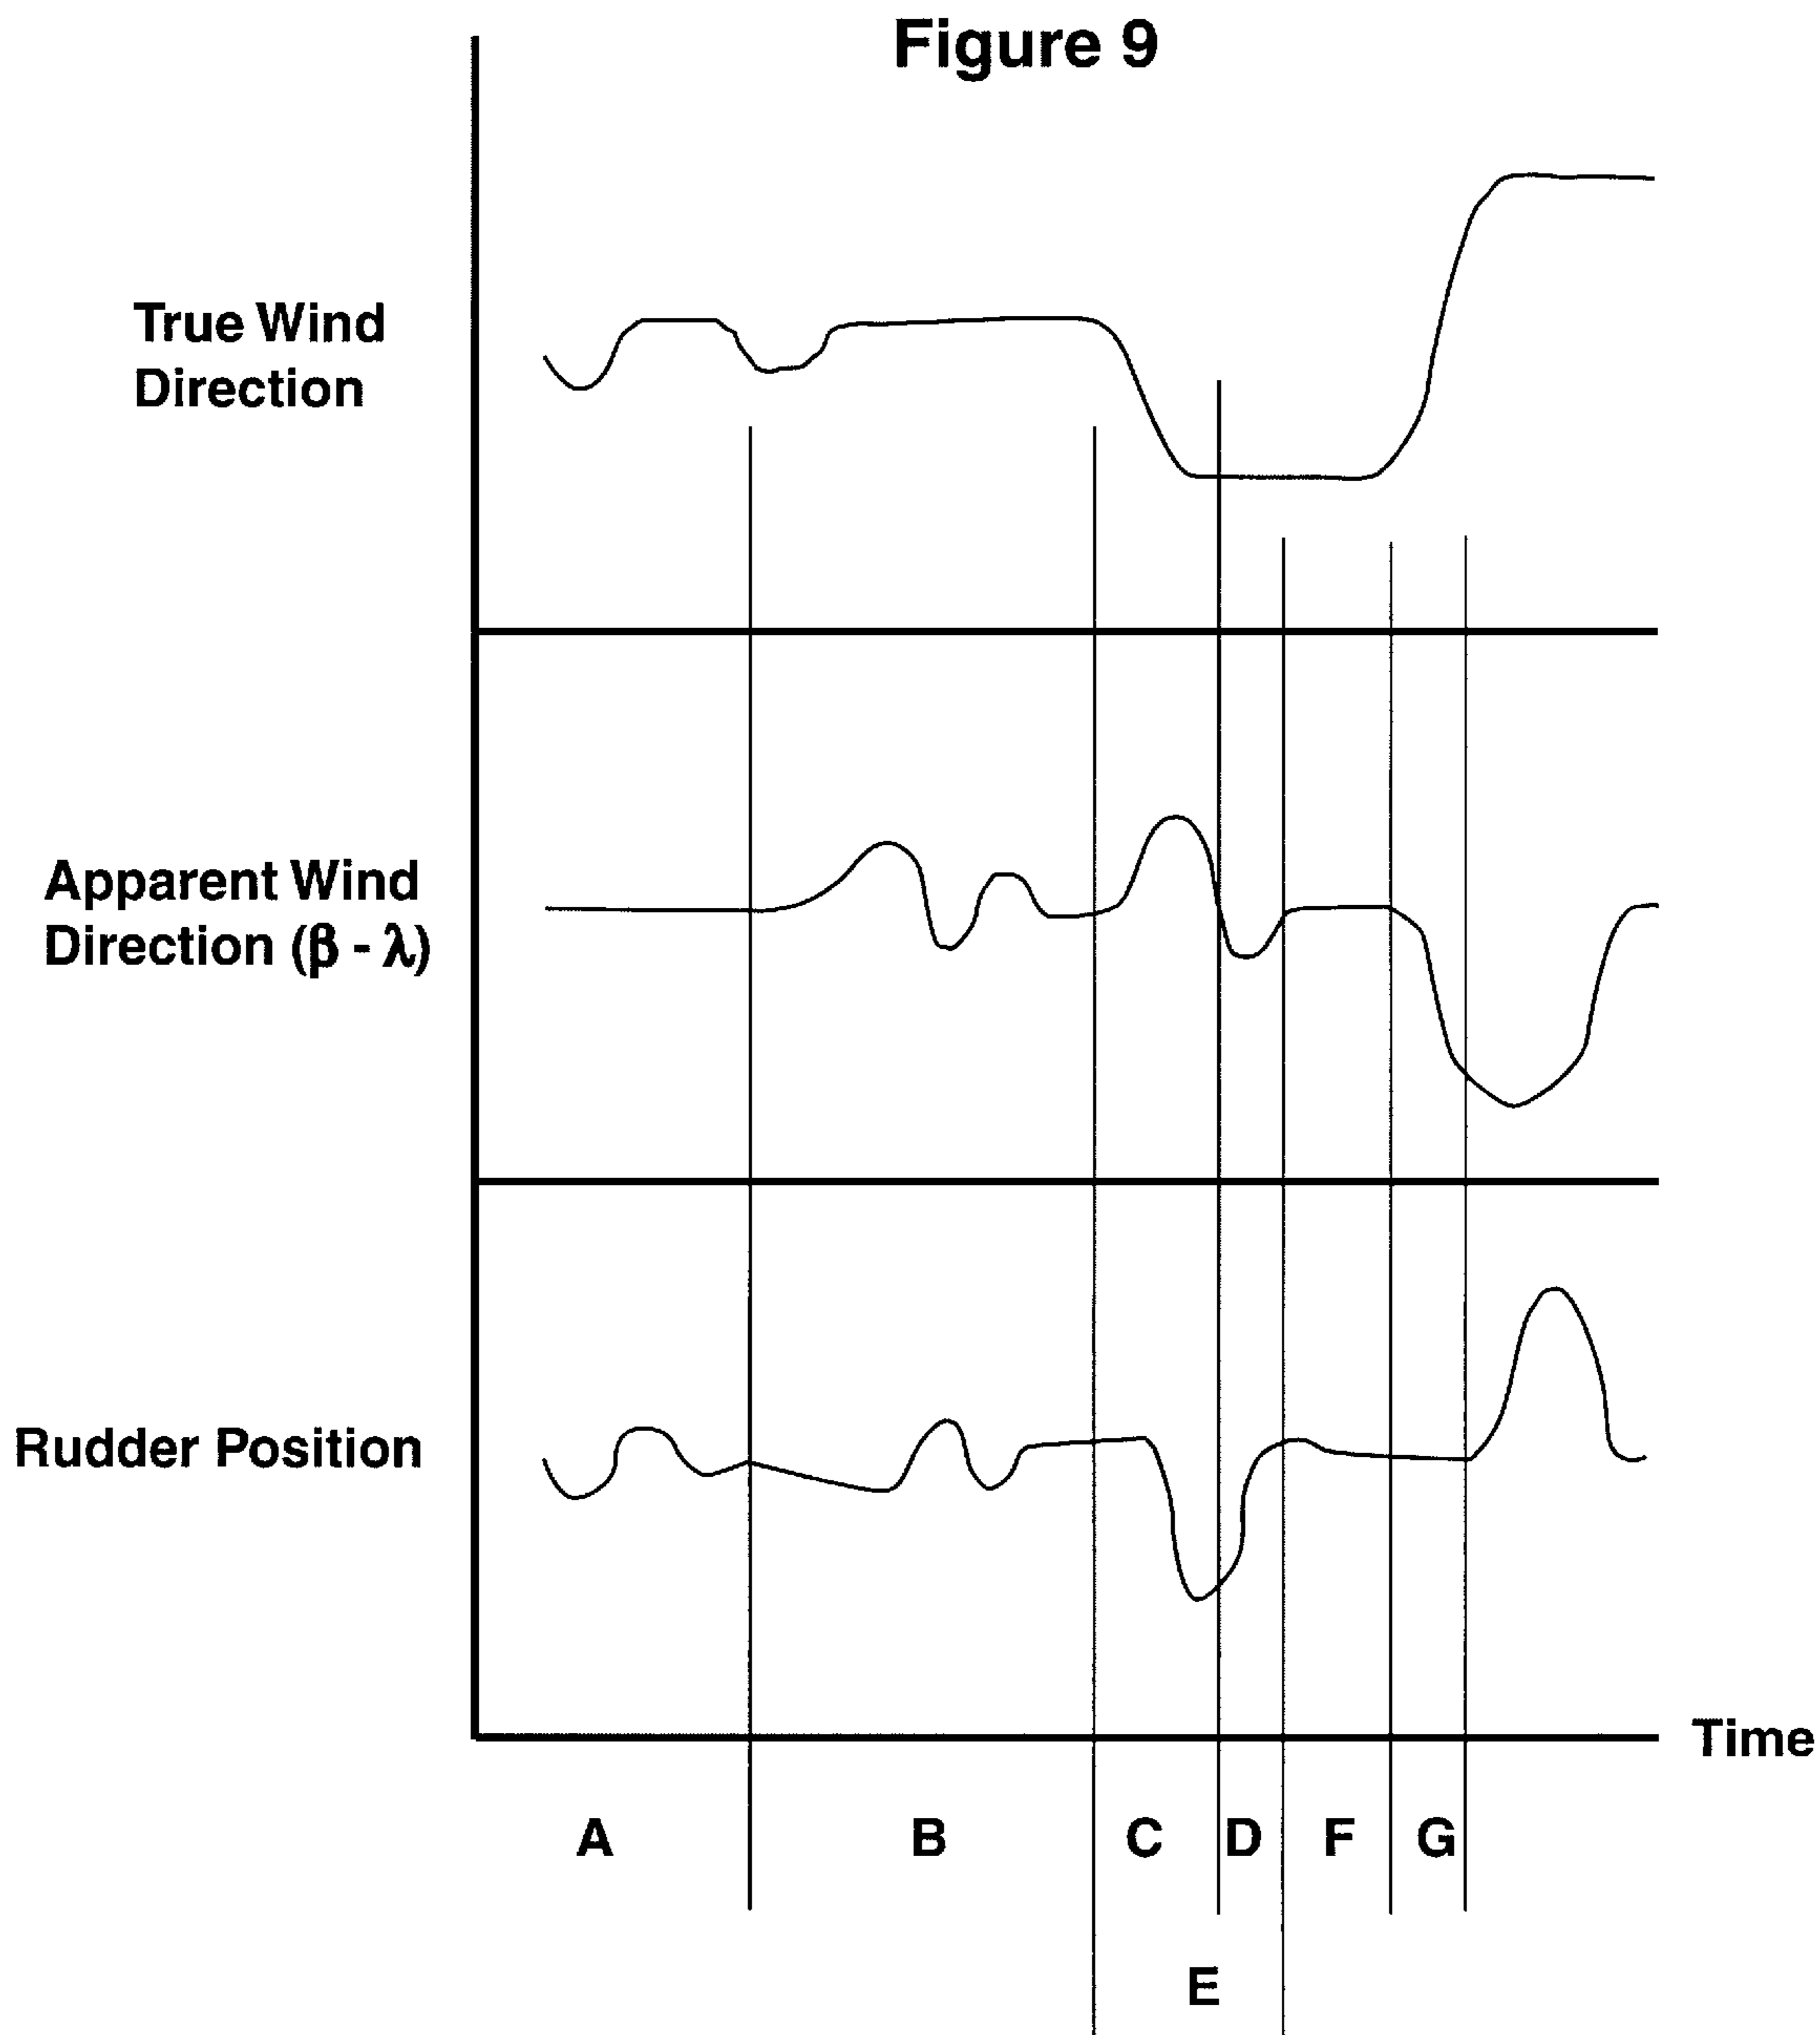 Figure 9
True Wind
Direction
Apparent Wind
Direction (β - λ)
Rudder Position
Time
A B C D F G
E